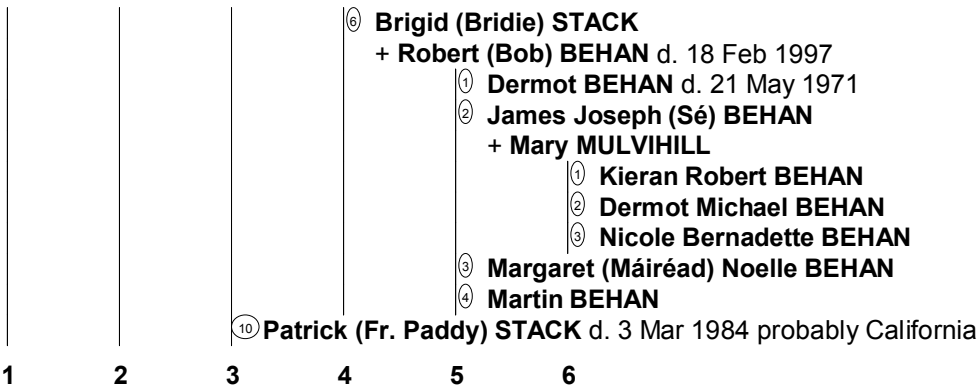 6 Brigid (Bridie) STACK
+ Robert (Bob) BEHAN d. 18 Feb 1997
1 Dermot BEHAN d. 21 May 1971
2 James Joseph (Sé) BEHAN
+ Mary MULVIHILL
1 Kieran Robert BEHAN
2 Dermot Michael BEHAN
3 Nicole Bernadette BEHAN
3 Margaret (Máiréad) Noelle BEHAN
4 Martin BEHAN
10 Patrick (Fr. Paddy) STACK d. 3 Mar 1984 probably California
1 2 3 4 5 6